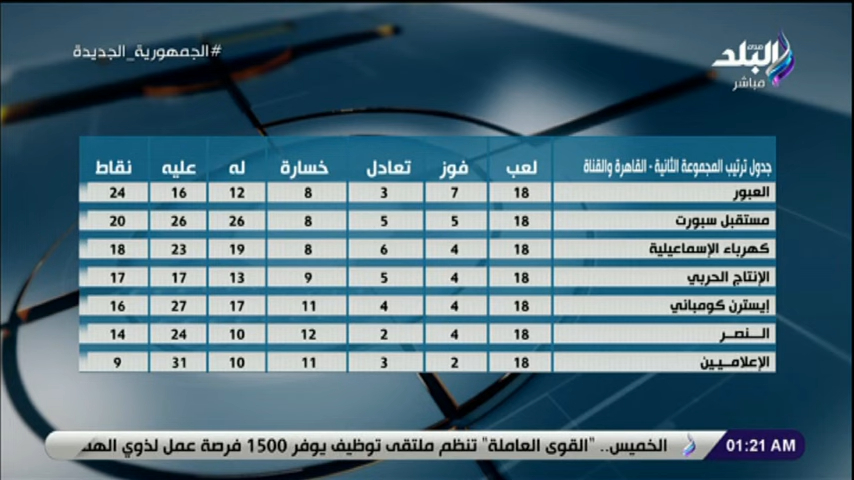 #الجمهورية_الجديدة
صدى البلد
مباشر
جدول ترتيب المجموعة الثانية - القاهرة والقناة لعب فوز تعادل خسارة له عليه نقاط
العبور 18 7 3 8 12 16 24
مستقبل سبورت 18 5 5 8 26 26 20
كهرباء الإسماعيلية 18 4 6 8 19 23 18
الإنتاج الحربي 18 4 5 9 13 17 17
إيسترن كومباني 18 4 4 11 17 27 16
النـــصـر 18 4 2 12 10 24 14
الإعلامــيــين 18 2 3 11 10 31 9
01:21 AM الخميس.. "القوى العاملة" تنظم ملتقى توظيف يوفر 1500 فرصة عمل لذوي